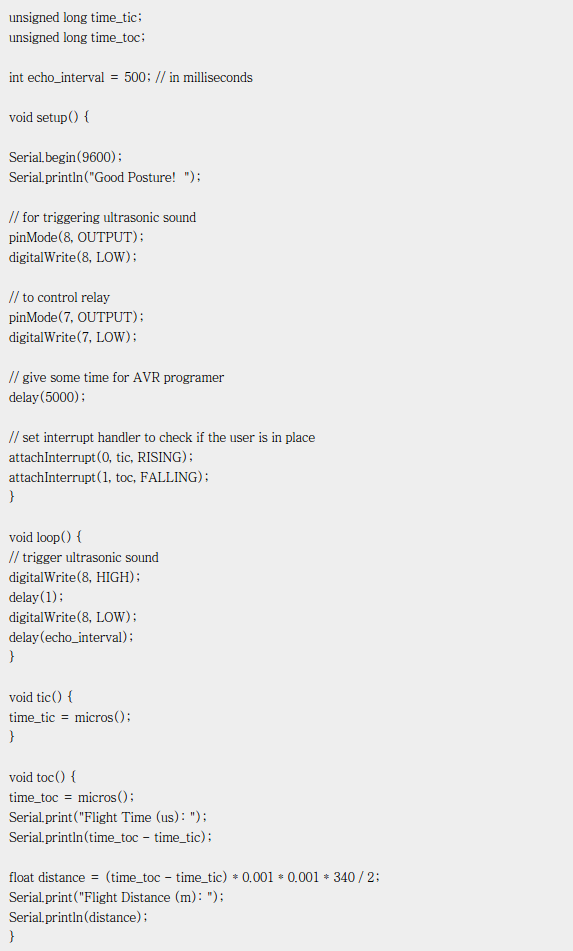 unsigned long time_tic;
unsigned long time_toc;
int echo_interval = 500; // in milliseconds
void setup() {
Serial.begin(9600);
Serial.println("Good Posture! ");
// for triggering ultrasonic sound
pinMode(8, OUTPUT);
digitalWrite(8, LOW);
// to control relay
pinMode(7, OUTPUT);
digitalWrite(7, LOW);
// give some time for AVR programer
delay(5000);
// set interrupt handler to check if the user is in place
attachInterrupt(0, tic, RISING);
attachInterrupt(1, toc, FALLING);
}
void loop() {
// trigger ultrasonic sound
digitalWrite(8, HIGH);
delay(1);
digitalWrite(8, LOW);
delay(echo_interval);
}
void tic() {
time_tic = micros();
}
void toc() {
time_toc = micros();
Serial.print("Flight Time (us): ");
Serial.println(time_toc - time_tic);
float distance = (time_toc - time_tic) * 0.001 * 0.001 * 340 / 2;
Serial.print("Flight Distance (m): ");
Serial.println(distance);
}